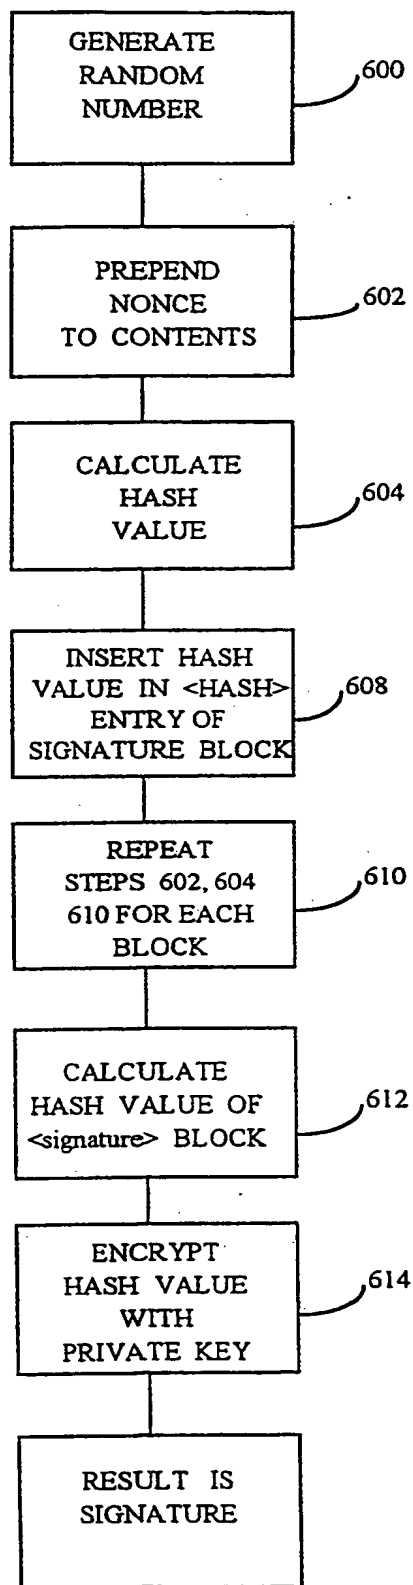 GENERATE
RANDOM
NUMBER
600
PREPEND
NONCE
TO CONTENTS
602
CALCULATE
HASH
VALUE
604
INSERT HASH
VALUE IN <HASH>
ENTRY OF
SIGNATURE BLOCK
608
REPEAT
STEPS 602, 604
610 FOR EACH
BLOCK
610
CALCULATE
HASH VALUE OF
<signature> BLOCK
612
ENCRYPT
HASH VALUE
WITH
PRIVATE KEY
614
RESULT IS
SIGNATURE